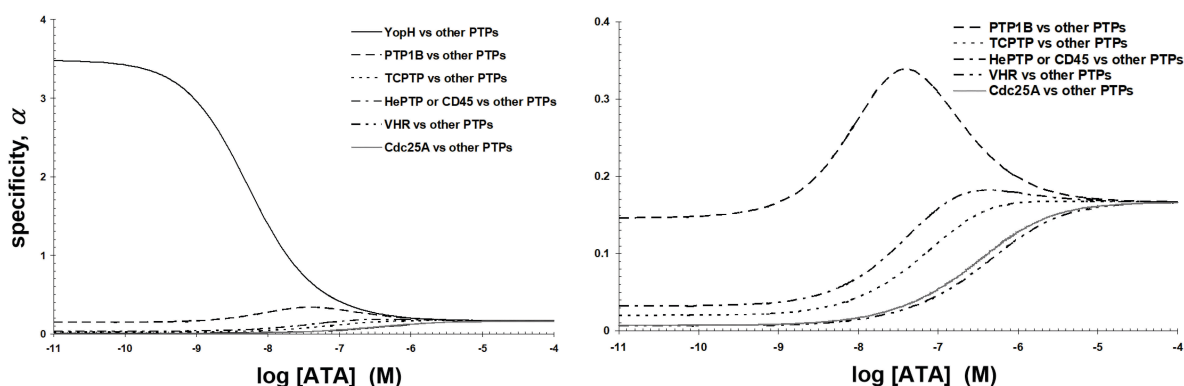 4
3
2
1
0
specificity, α
-11 -10 -9 -8 -7 -6 -5 -4
log [ATA] (M)
YopH vs other PTPs
PTP1B vs other PTPs
TCPTP vs other PTPs
HePTP or CD45 vs other PTPs
VHR vs other PTPs
Cdc25A vs other PTPs
0.4
0.3
0.2
0.1
0
-11 -10 -9 -8 -7 -6 -5 -4
log [ATA] (M)
PTP1B vs other PTPs
TCPTP vs other PTPs
HePTP or CD45 vs other PTPs
VHR vs other PTPs
Cdc25A vs other PTPs